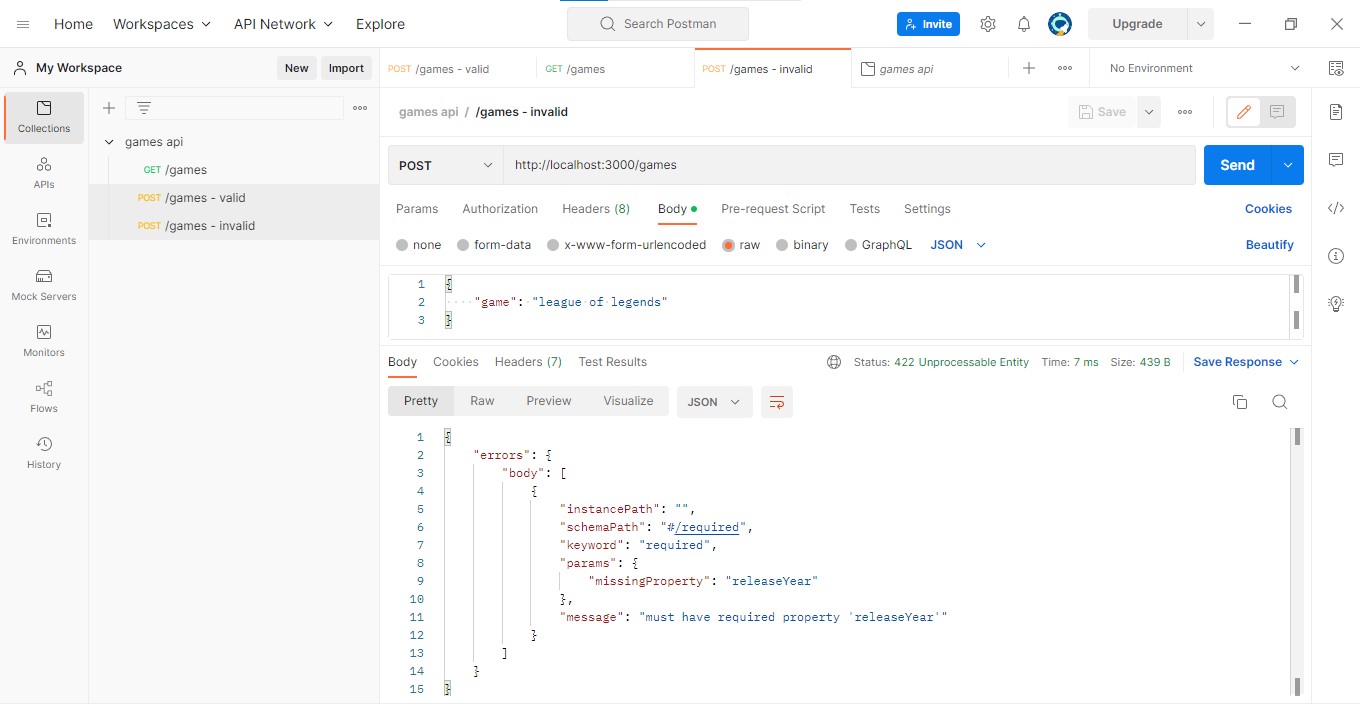 Home Workspaces API Network Explore Search Postman Invite Upgrade
My Workspace New Import POST /games - valid GET /games POST /games - invalid games api No Environment
Collections
APIs
Environments
Mock Servers
Monitors
Flows
History
games api
GET /games
POST /games - valid
POST /games - invalid
games api / /games - invalid Save
POST http://localhost:3000/games Send
Params Authorization Headers (8) Body Pre-request Script Tests Settings Cookies
none form-data x-www-form-urlencoded raw binary GraphQL JSON Beautify
1 {
2 ····"game":·"league·of·legends"
3 }
Body Cookies Headers (7) Test Results Status: 422 Unprocessable Entity Time: 7 ms Size: 439 B Save Response
Pretty Raw Preview Visualize JSON
1 {
2 "errors": {
3 "body": [
4 {
5 "instancePath": "",
6 "schemaPath": "#/required",
7 "keyword": "required",
8 "params": {
9 "missingProperty": "releaseYear"
10 },
11 "message": "must have required property 'releaseYear'"
12 }
13 ]
14 }
15 }